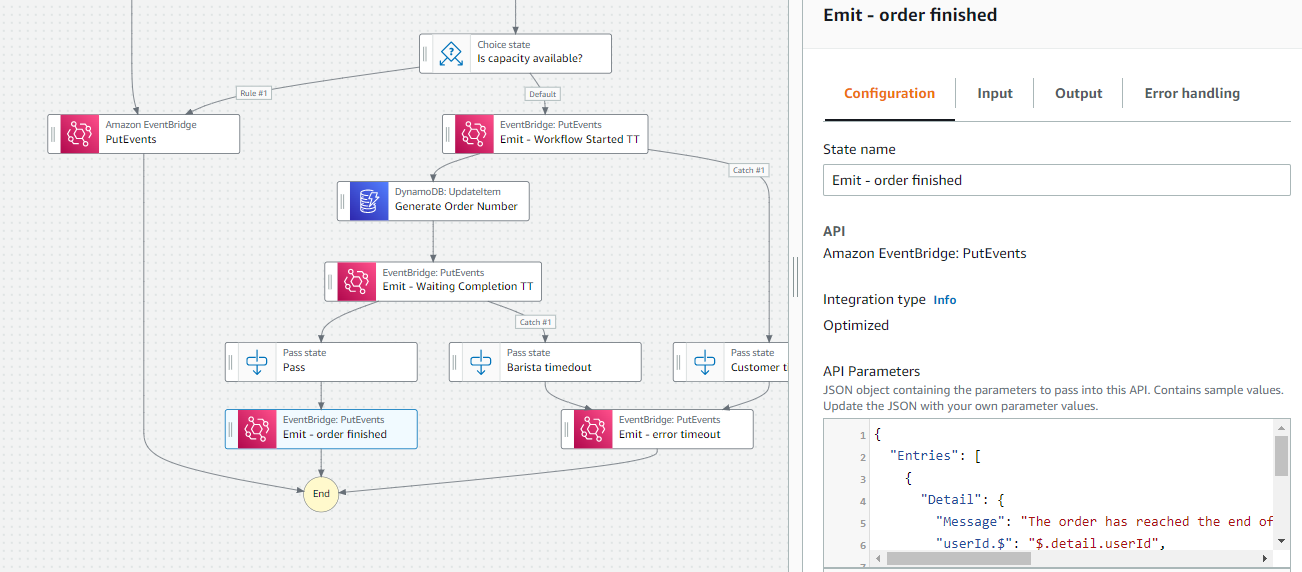 Choice state
Is capacity available?
Rule #1
Default
Amazon EventBridge
PutEvents
EventBridge: PutEvents
Emit - Workflow Started TT
Catch #1
DynamoDB: UpdateItem
Generate Order Number
EventBridge: PutEvents
Emit - Waiting Completion TT
Catch #1
Pass state
Pass
Pass state
Barista timedout
Pass state
Customer t
EventBridge: PutEvents
Emit - order finished
EventBridge: PutEvents
Emit - error timeout
End
Emit - order finished
Configuration
Input
Output
Error handling
State name
Emit - order finished
API
Amazon EventBridge: PutEvents
Integration type Info
Optimized
API Parameters
JSON object containing the parameters to pass into this API. Contains sample values.
Update the JSON with your own parameter values.
1 {
2 "Entries": [
3 {
4 "Detail": {
5 "Message": "The order has reached the end of
6 "userId.$": "$.detail.userId",